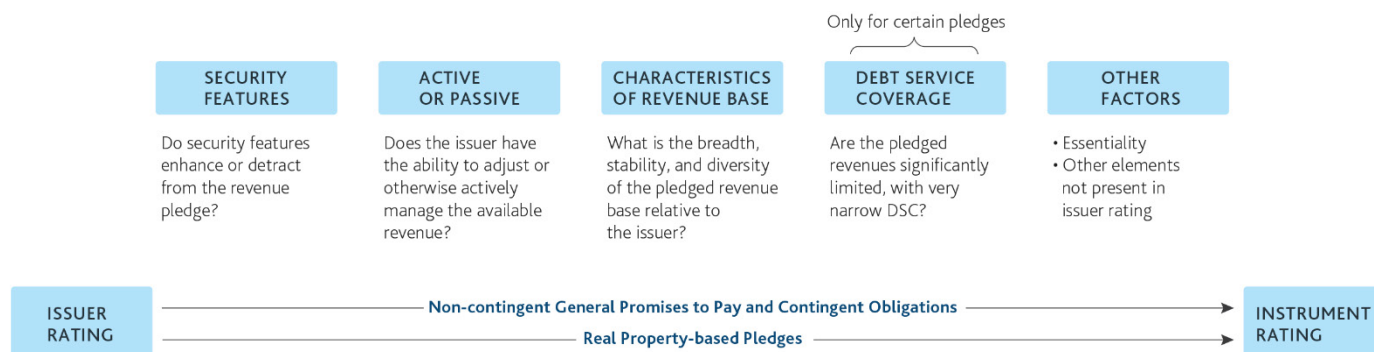 Only for certain pledges
SECURITY
FEATURES
ACTIVE
OR PASSIVE
CHARACTERISTICS
OF REVENUE BASE
DEBT SERVICE
COVERAGE
OTHER
FACTORS
Do security features
enhance or detract
from the revenue
pledge?
Does the issuer have
the ability to adjust or
otherwise actively
manage the available
revenue?
What is the breadth,
stability, and diversity
of the pledged revenue
base relative to
the issuer?
Are the pledged
revenues significantly
limited, with very
narrow DSC?
• Essentiality
• Other elements
not present in
issuer rating
ISSUER
RATING
Non-contingent General Promises to Pay and Contingent Obligations
Real Property-based Pledges
INSTRUMENT
RATING